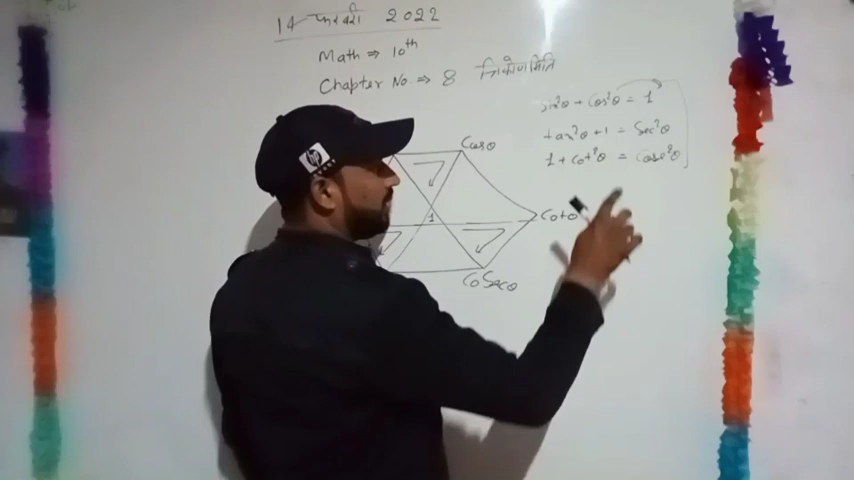 14 फरवरी 2022
Math ⇒ 10th
Chapter No ⇒ 8 त्रिकोणमिति
sin²θ + cos²θ = 1
tan²θ + 1 = Sec²θ
1 + cot²θ = Cosec²θ
Cosθ
hp
1
Cotθ
CoSecθ